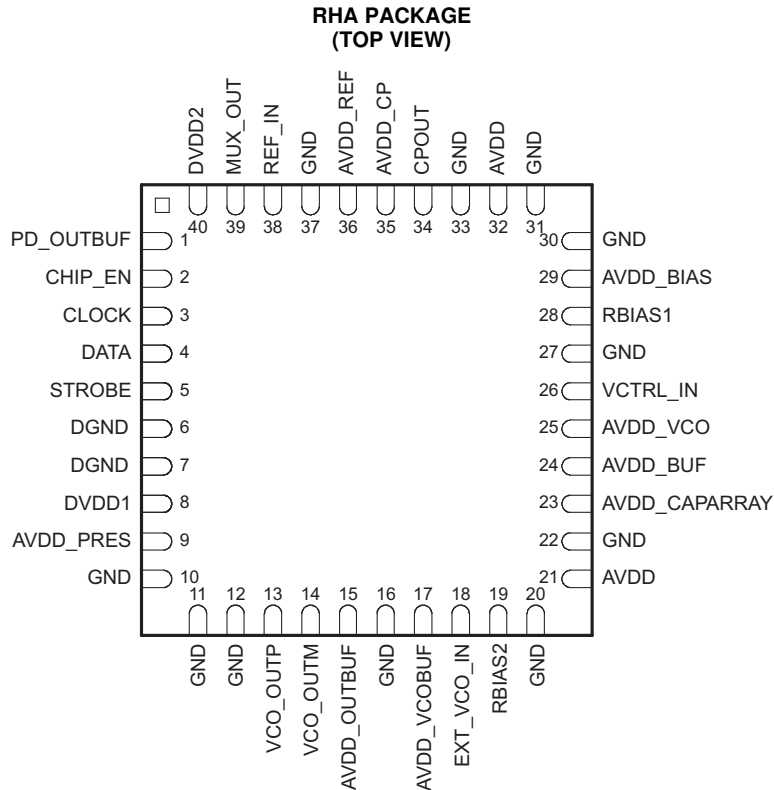 RHA PACKAGE
(TOP VIEW)
DVDD2
MUX_OUT
REF_IN
GND
AVDD_REF
AVDD_CP
CPOUT
GND
AVDD
GND
40 39 38 37 36 35 34 33 32 31
PD_OUTBUF 1
CHIP_EN 2
CLOCK 3
DATA 4
STROBE 5
DGND 6
DGND 7
DVDD1 8
AVDD_PRES 9
GND 10
30 GND
29 AVDD_BIAS
28 RBIAS1
27 GND
26 VCTRL_IN
25 AVDD_VCO
24 AVDD_BUF
23 AVDD_CAPARRAY
22 GND
21 AVDD
11 12 13 14 15 16 17 18 19 20
GND
GND
VCO_OUTP
VCO_OUTM
AVDD_OUTBUF
GND
AVDD_VCOBUF
EXT_VCO_IN
RBIAS2
GND